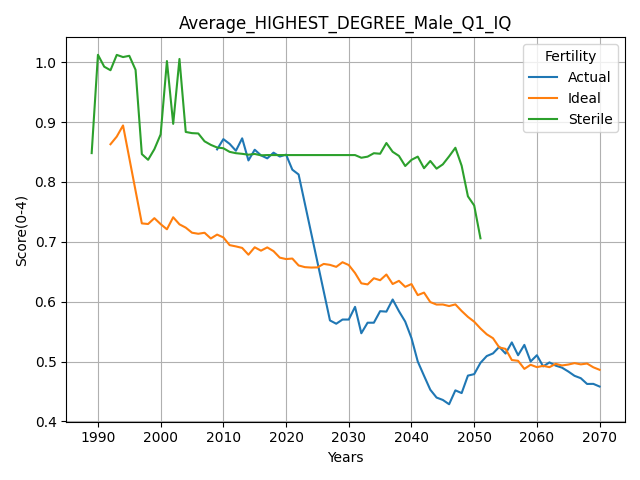 Average_HIGHEST_DEGREE_Male_Q1_IQ
Fertility
Actual
Ideal
Sterile
Score(0-4)
1.0
0.9
0.8
0.7
0.6
0.5
0.4
1990 2000 2010 2020 2030 2040 2050 2060 2070
Years